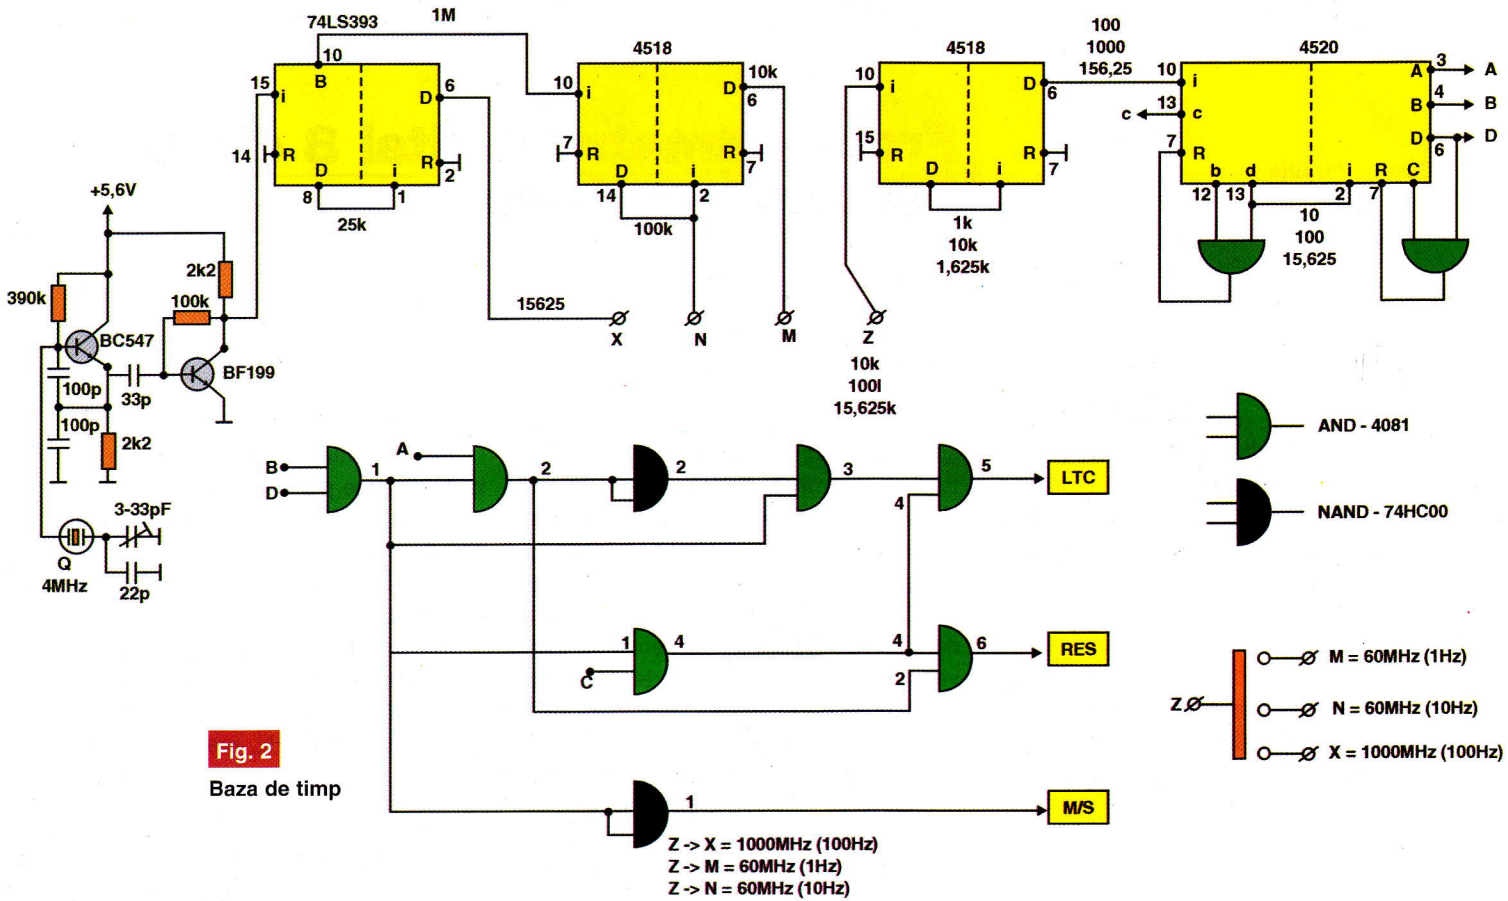 74LS393
1M
10
B
15
i
D
6
14
R
R
2
D
i
8
1
25k
4518
10
i
D
10k
6
7
R
R
7
D
i
14
2
100k
4518
10
i
D
6
15
R
R
7
D
i
1k
10k
1,625k
100
1000
156,25
4520
10
i
A
3
A
c
13
c
B
4
B
7
R
D
6
D
b
d
i
R
C
12
13
2
7
10
100
15,625
+5,6V
390k
2k2
100k
BC547
BF199
100p
33p
100p
2k2
3-33pF
Q
4MHz
22p
15625
X
N
M
Z
10k
100l
15,625k
B
D
1
A
2
2
3
4
5
LTC
1
C
4
4
2
6
RES
1
M/S
AND - 4081
NAND - 74HC00
Z
M = 60MHz (1Hz)
N = 60MHz (10Hz)
X = 1000MHz (100Hz)
Fig. 2
Baza de timp
Z -> X = 1000MHz (100Hz)
Z -> M = 60MHz (1Hz)
Z -> N = 60MHz (10Hz)